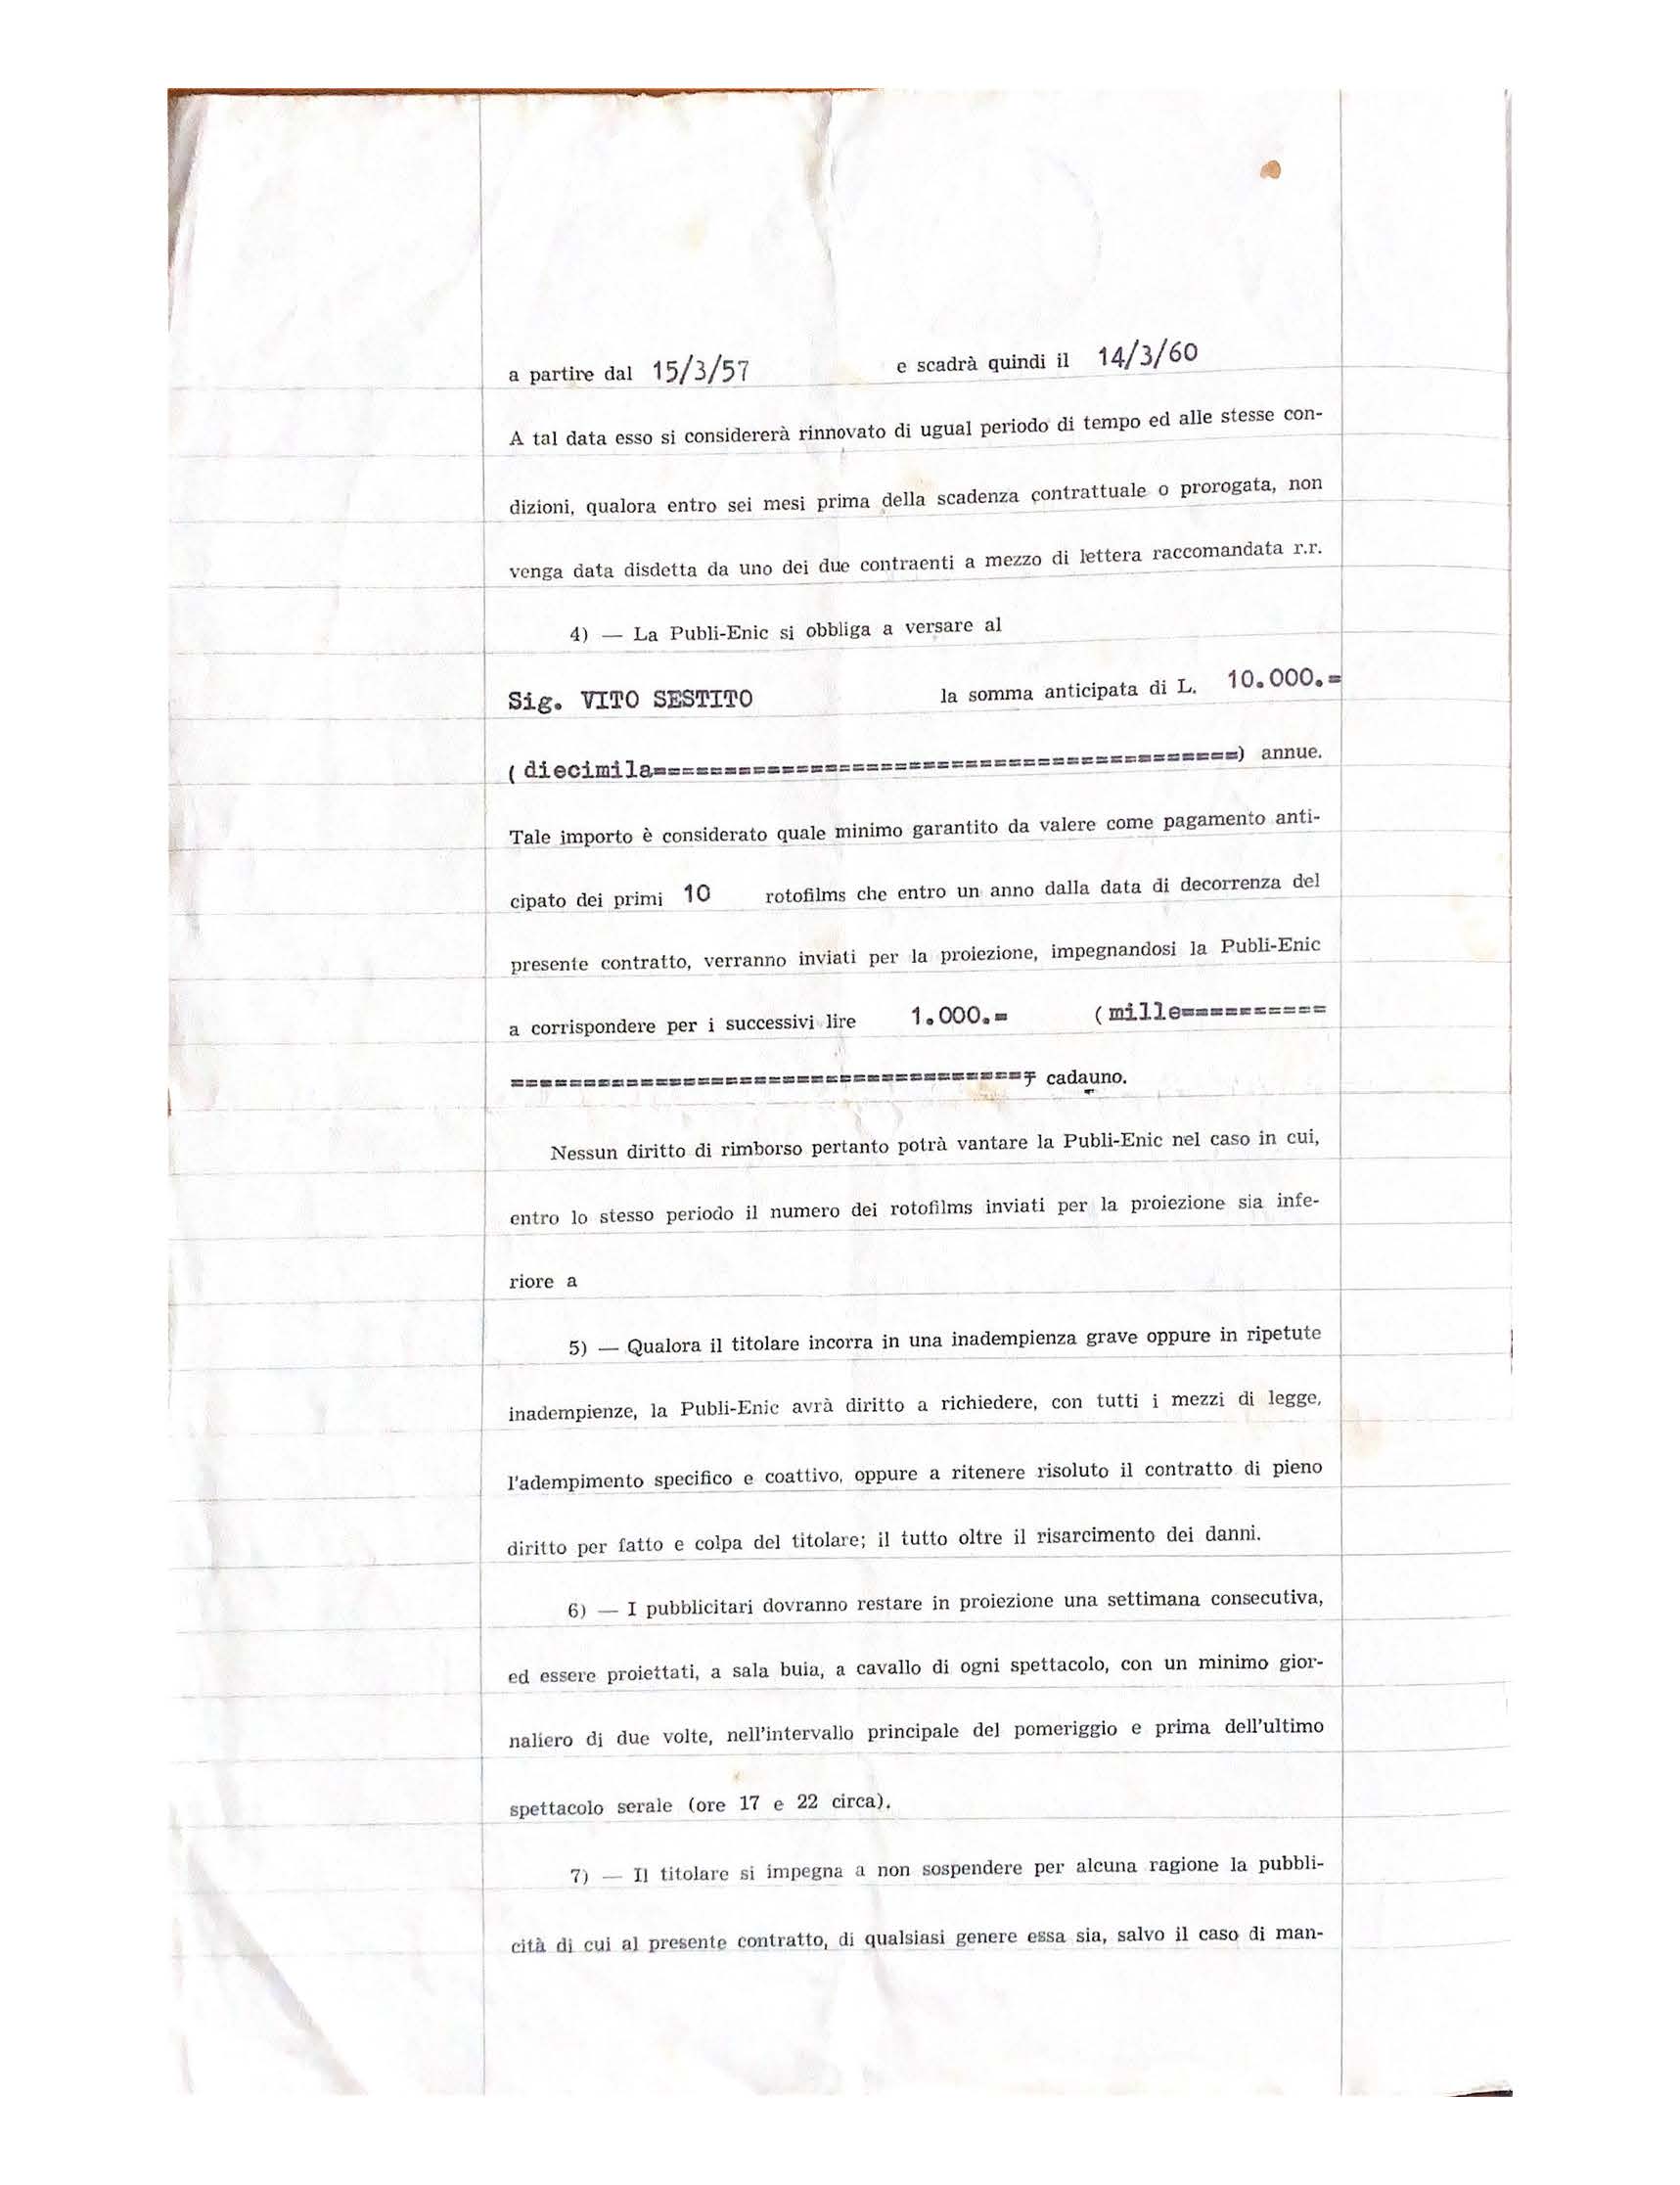 a partire dal 15/3/57 e scadrà quindi il 14/3/60
A tal data esso si considererà rinnovato di ugual periodo di tempo ed alle stesse con-
dizioni, qualora entro sei mesi prima della scadenza contrattuale o prorogata, non
venga data disdetta da uno dei due contraenti a mezzo di lettera raccomandata r.r.
4) — La Publi-Enic si obbliga a versare al
Sig. VITO SESTITO la somma anticipata di L. 10.000.=
(diecimila=========================================) annue.
Tale importo è considerato quale minimo garantito da valere come pagamento anti-
cipato dei primi 10 rotofilms che entro un anno dalla data di decorrenza del
presente contratto, verranno inviati per la proiezione, impegnandosi la Publi-Enic
a corrispondere per i successivi lire 1.000.= (mille==========
====================================) cadauno.
Nessun diritto di rimborso pertanto potrà vantare la Publi-Enic nel caso in cui,
entro lo stesso periodo il numero dei rotofilms inviati per la proiezione sia infe-
riore a
5) — Qualora il titolare incorra in una inadempienza grave oppure in ripetute
inadempienze, la Publi-Enic avrà diritto a richiedere, con tutti i mezzi di legge,
l'adempimento specifico e coattivo, oppure a ritenere risoluto il contratto di pieno
diritto per fatto e colpa del titolare; il tutto oltre il risarcimento dei danni.
6) — I pubblicitari dovranno restare in proiezione una settimana consecutiva,
ed essere proiettati, a sala buia, a cavallo di ogni spettacolo, con un minimo gior-
naliero di due volte, nell'intervallo principale del pomeriggio e prima dell'ultimo
spettacolo serale (ore 17 e 22 circa).
7) — Il titolare si impegna a non sospendere per alcuna ragione la pubbli-
cità di cui al presente contratto, di qualsiasi genere essa sia, salvo il caso di man-